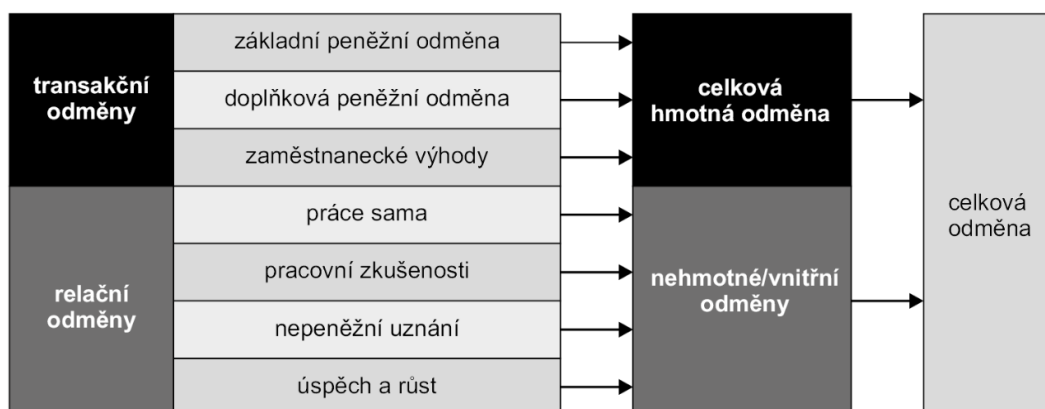 transakční
odměny
základní peněžní odměna
doplňková peněžní odměna
zaměstnanecké výhody
celková
hmotná odměna
relační
odměny
práce sama
pracovní zkušenosti
nepeněžní uznání
úspěch a růst
nehmotné/vnitřní
odměny
celková
odměna